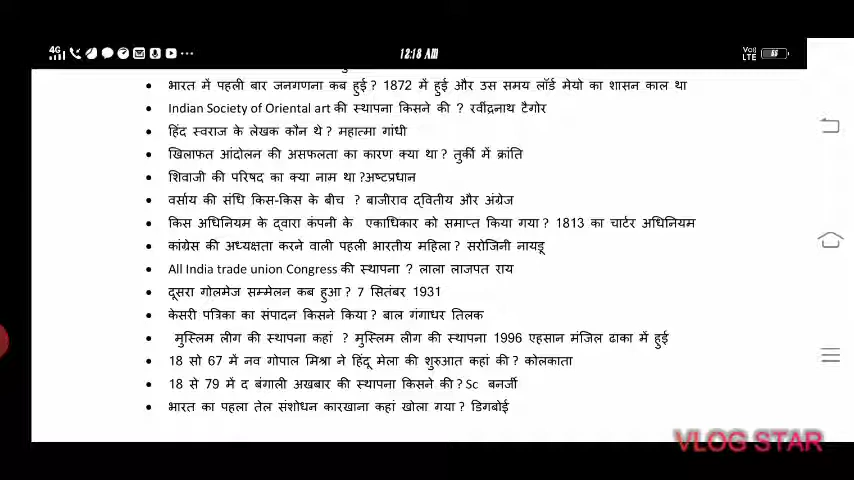 4G 12:18 AM Vo) LTE
भारत में पहली बार जनगणना कब हुई ? 1872 में हुई और उस समय लॉर्ड मेयो का शासन काल था
Indian Society of Oriental art की स्थापना किसने की ? रवींद्रनाथ टैगोर
हिंद स्वराज के लेखक कौन थे ? महात्मा गांधी
खिलाफत आंदोलन की असफलता का कारण क्या था ? तुर्की में क्रांति
शिवाजी की परिषद का क्या नाम था ?अष्टप्रधान
वर्साय की संधि किस-किस के बीच ? बाजीराव द्वितीय और अंग्रेज
किस अधिनियम के द्वारा कंपनी के एकाधिकार को समाप्त किया गया ? 1813 का चार्टर अधिनियम
कांग्रेस की अध्यक्षता करने वाली पहली भारतीय महिला ? सरोजिनी नायडू
All India trade union Congress की स्थापना ? लाला लाजपत राय
दूसरा गोलमेज सम्मेलन कब हुआ ? 7 सितंबर 1931
केसरी पत्रिका का संपादन किसने किया ? बाल गंगाधर तिलक
मुस्लिम लीग की स्थापना कहां ? मुस्लिम लीग की स्थापना 1996 एहसान मंजिल ढाका में हुई
18 सो 67 में नव गोपाल मिश्रा ने हिंदू मेला की शुरुआत कहां की ? कोलकाता
18 से 79 में द बंगाली अखबार की स्थापना किसने की ? Sc बनर्जी
भारत का पहला तेल संशोधन कारखाना कहां खोला गया ? डिगबोई
VLOG STAR